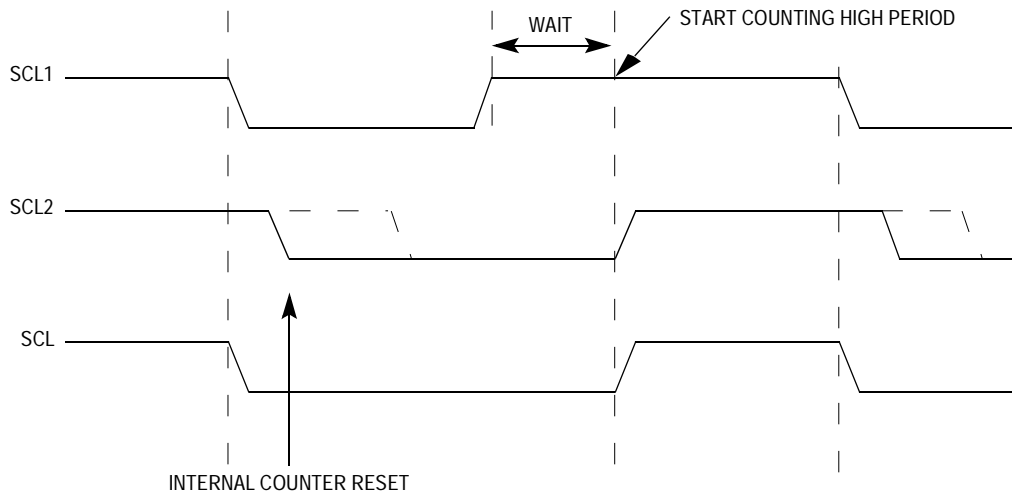 WAIT
START COUNTING HIGH PERIOD
SCL1
SCL2
SCL
INTERNAL COUNTER RESET